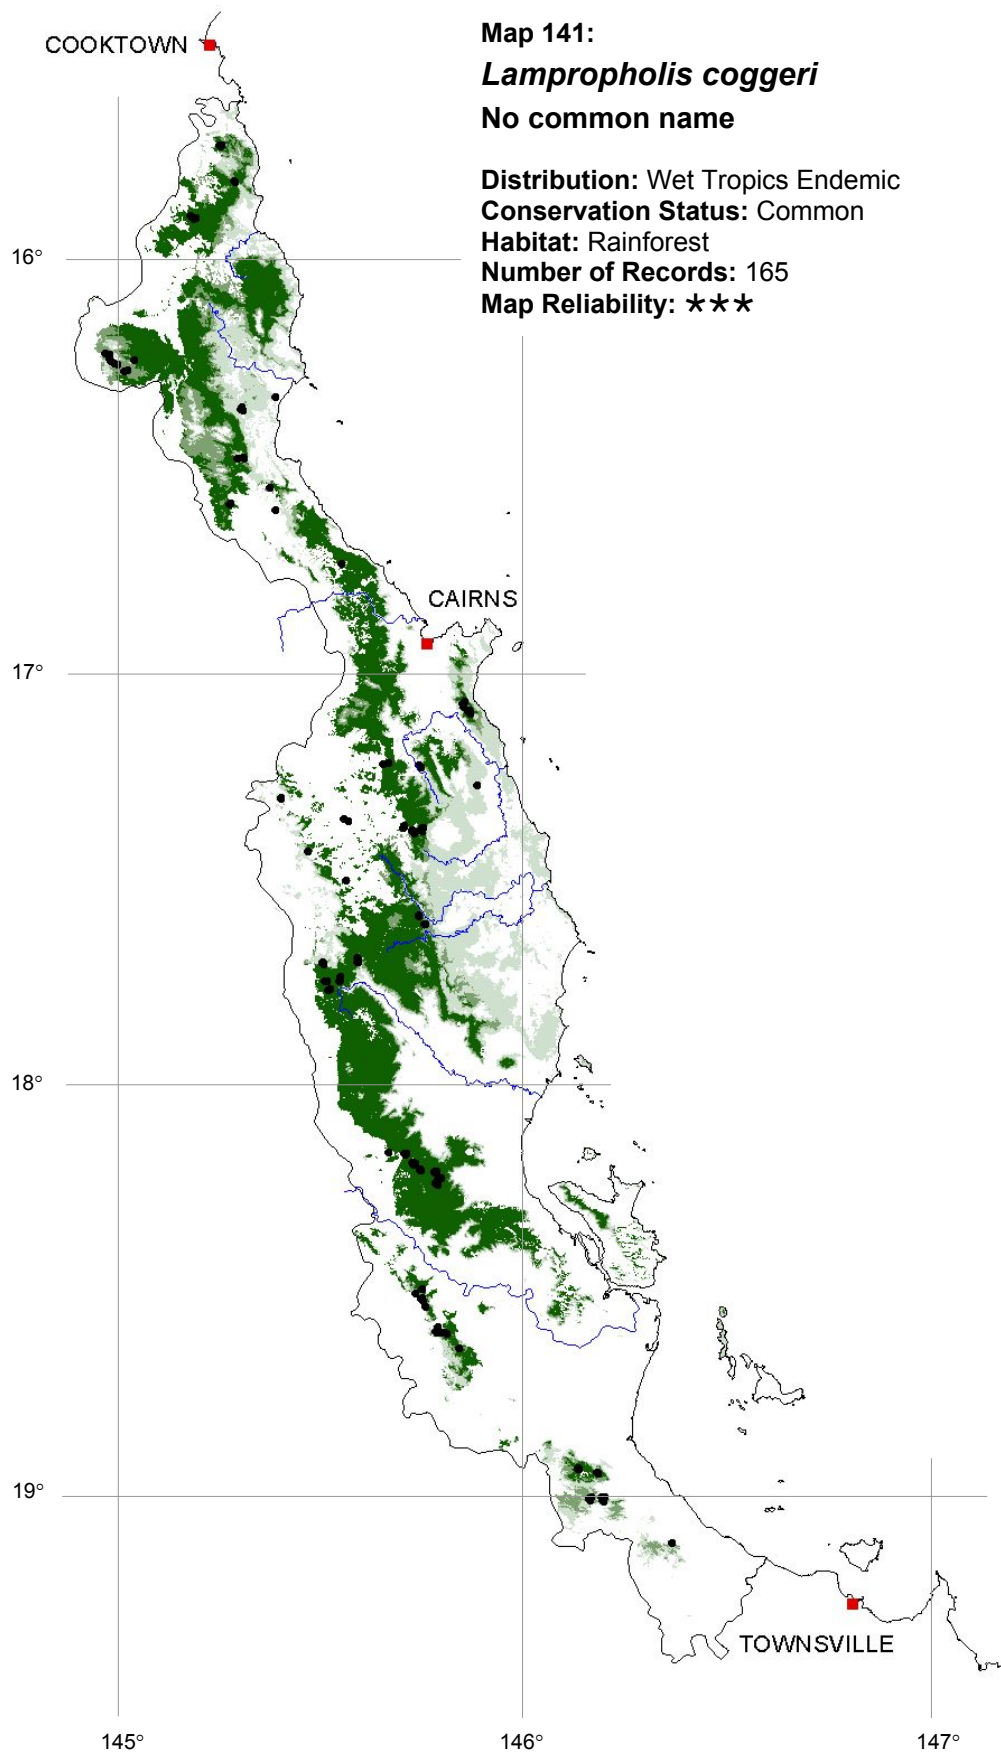 COOKTOWN
Map 141:
Lampropholis coggeri
No common name
Distribution: Wet Tropics Endemic
Conservation Status: Common
Habitat: Rainforest
Number of Records: 165
Map Reliability: ***
16°
CAIRNS
17°
18°
19°
TOWNSVILLE
145°
146°
147°